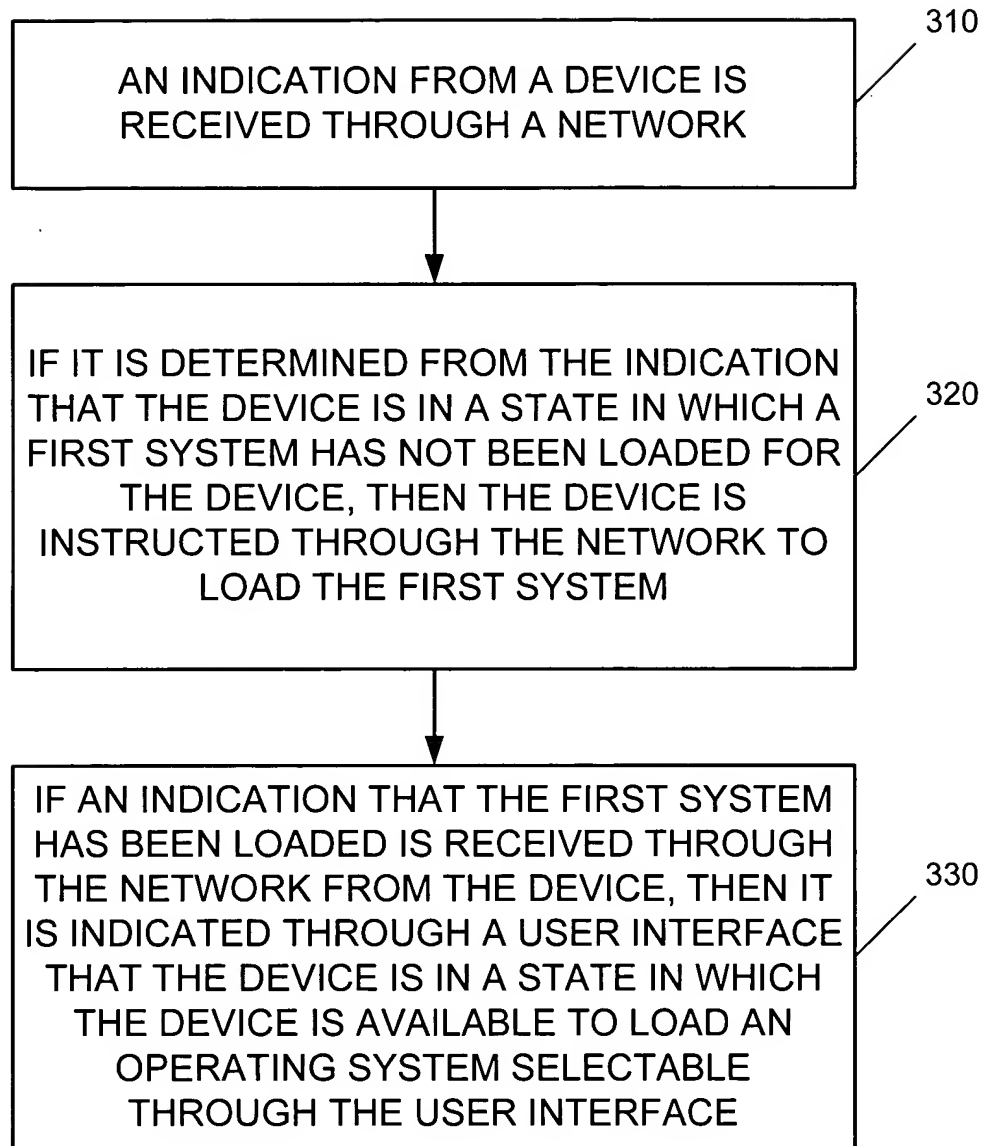 310
AN INDICATION FROM A DEVICE IS
RECEIVED THROUGH A NETWORK
320
IF IT IS DETERMINED FROM THE INDICATION
THAT THE DEVICE IS IN A STATE IN WHICH A
FIRST SYSTEM HAS NOT BEEN LOADED FOR
THE DEVICE, THEN THE DEVICE IS
INSTRUCTED THROUGH THE NETWORK TO
LOAD THE FIRST SYSTEM
330
IF AN INDICATION THAT THE FIRST SYSTEM
HAS BEEN LOADED IS RECEIVED THROUGH
THE NETWORK FROM THE DEVICE, THEN IT
IS INDICATED THROUGH A USER INTERFACE
THAT THE DEVICE IS IN A STATE IN WHICH
THE DEVICE IS AVAILABLE TO LOAD AN
OPERATING SYSTEM SELECTABLE
THROUGH THE USER INTERFACE